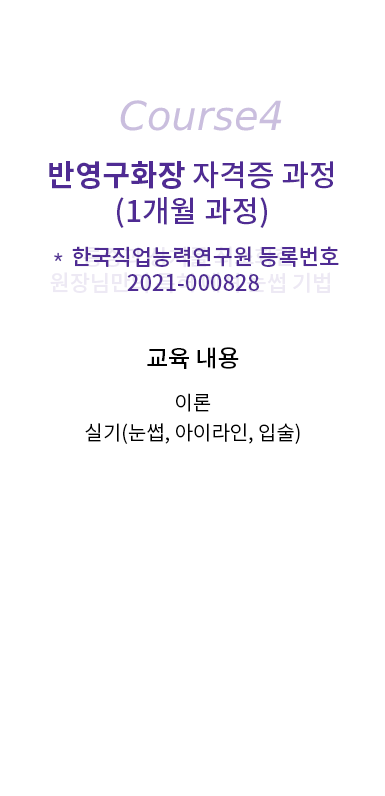 Course4
반영구화장 자격증 과정
(1개월 과정)
* 한국직업능력연구원 등록번호
원장님만의 눈썹 기법
2021-000828
교육 내용
이론
실기(눈썹, 아이라인, 입술)